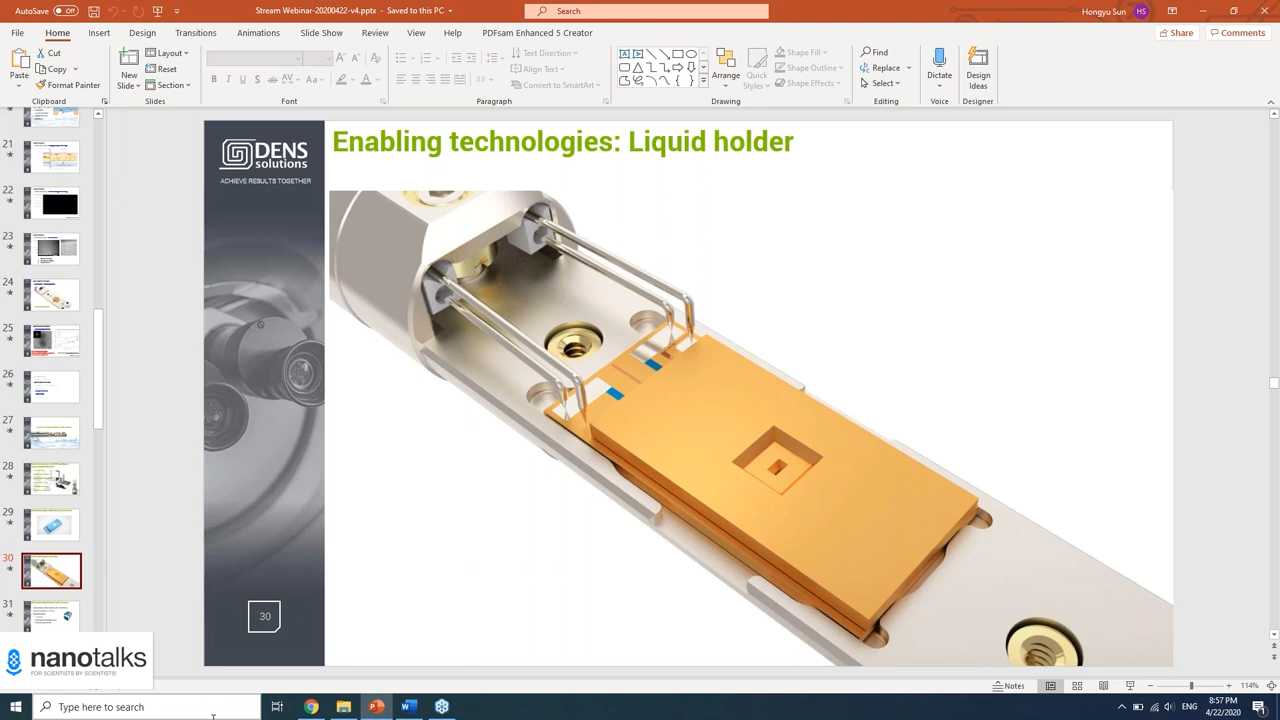 AutoSave Off
Stream Webinar-20200422-v4.pptx - Saved to this PC
Search
Hongyu Sun
HS
File Home Insert Design Transitions Animations Slide Show Review View Help PDFsam Enhanced 5 Creator
Share
Comments
Paste
Cut
Copy
Format Painter
Clipboard
New Slide
Layout
Reset
Section
Slides
B I U S ab AV Aa A
Font
Text Direction
Align Text
Convert to SmartArt
Paragraph
Arrange
Quick Styles
Shape Fill
Shape Outline
Shape Effects
Drawing
Find
Replace
Select
Editing
Dictate
Voice
Design Ideas
Designer
21
22
23
24
25
26
27
28
29
30
31
DENS
solutions
ACHIEVE RESULTS TOGETHER
Enabling technologies: Liquid holder
30
nanotalks
FOR SCIENTISTS BY SCIENTISTS!
Notes
114%
Type here to search
8:57 PM
4/22/2020